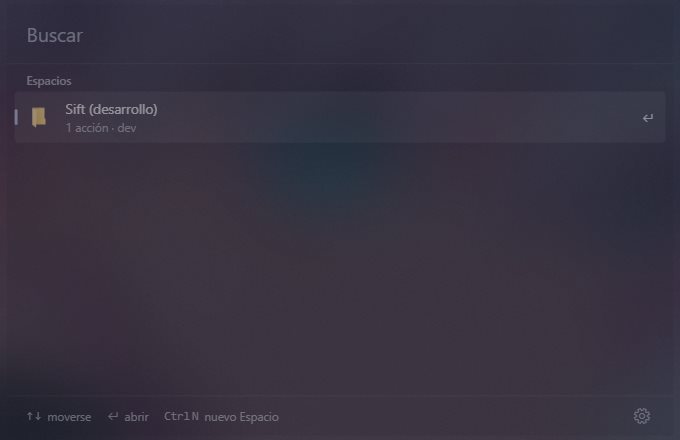 Buscar
Espacios
Sift (desarrollo)
1 acción · dev
↑↓ moverse ↵ abrir Ctrl N nuevo Espacio